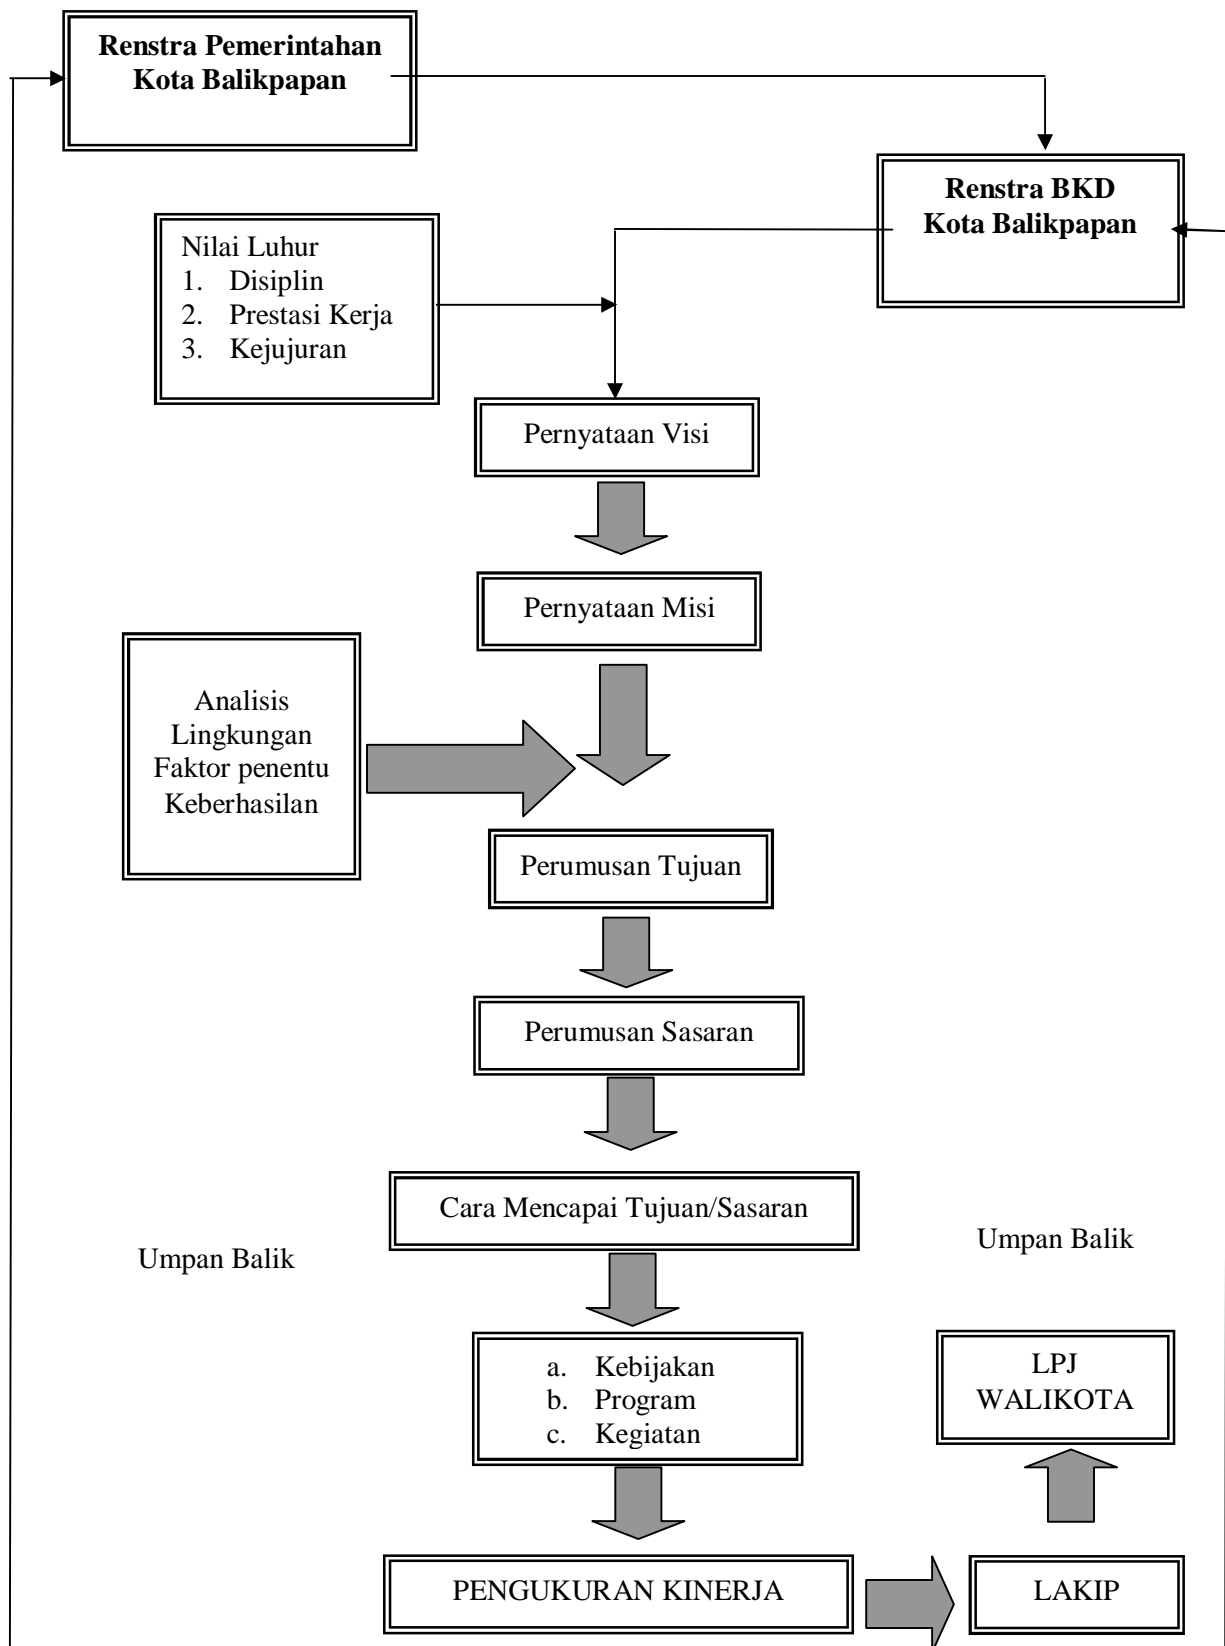 Renstra Pemerintahan
Kota Balikpapan
Renstra BKD
Kota Balikpapan
Nilai Luhur
1. Disiplin
2. Prestasi Kerja
3. Kejujuran
Pernyataan Visi
Pernyataan Misi
Analisis
Lingkungan
Faktor penentu
Keberhasilan
Perumusan Tujuan
Perumusan Sasaran
Cara Mencapai Tujuan/Sasaran
Umpan Balik
Umpan Balik
a. Kebijakan
b. Program
c. Kegiatan
LPJ
WALIKOTA
PENGUKURAN KINERJA
LAKIP